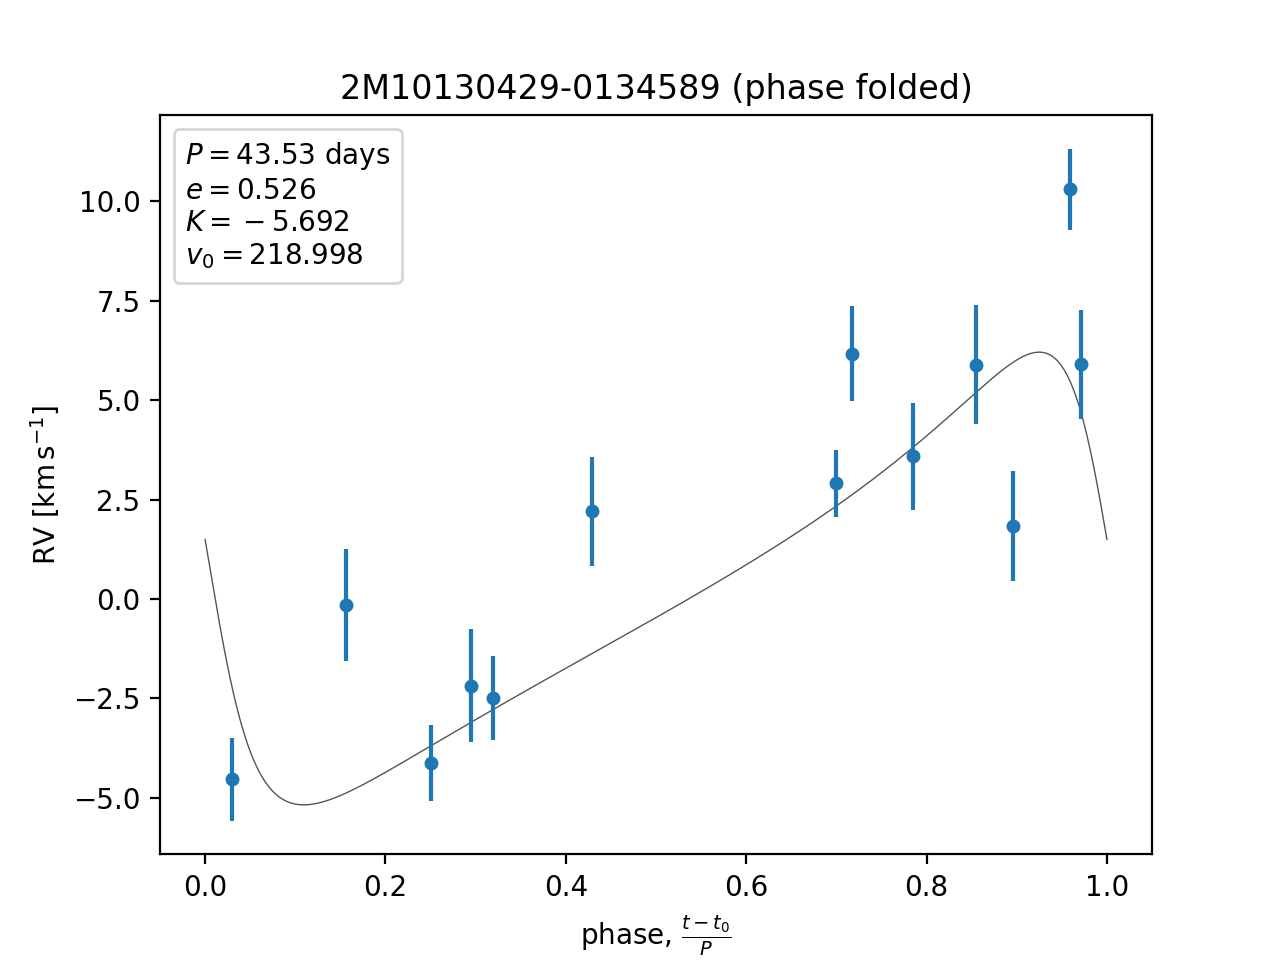 2M10130429-0134589 (phase folded)
P = 43.53 days
e = 0.526
K = −5.692
v₀ = 218.998
10.0
7.5
5.0
2.5
0.0
−2.5
−5.0
RV [km s⁻¹]
0.0 0.2 0.4 0.6 0.8 1.0
phase, (t − t₀)/P